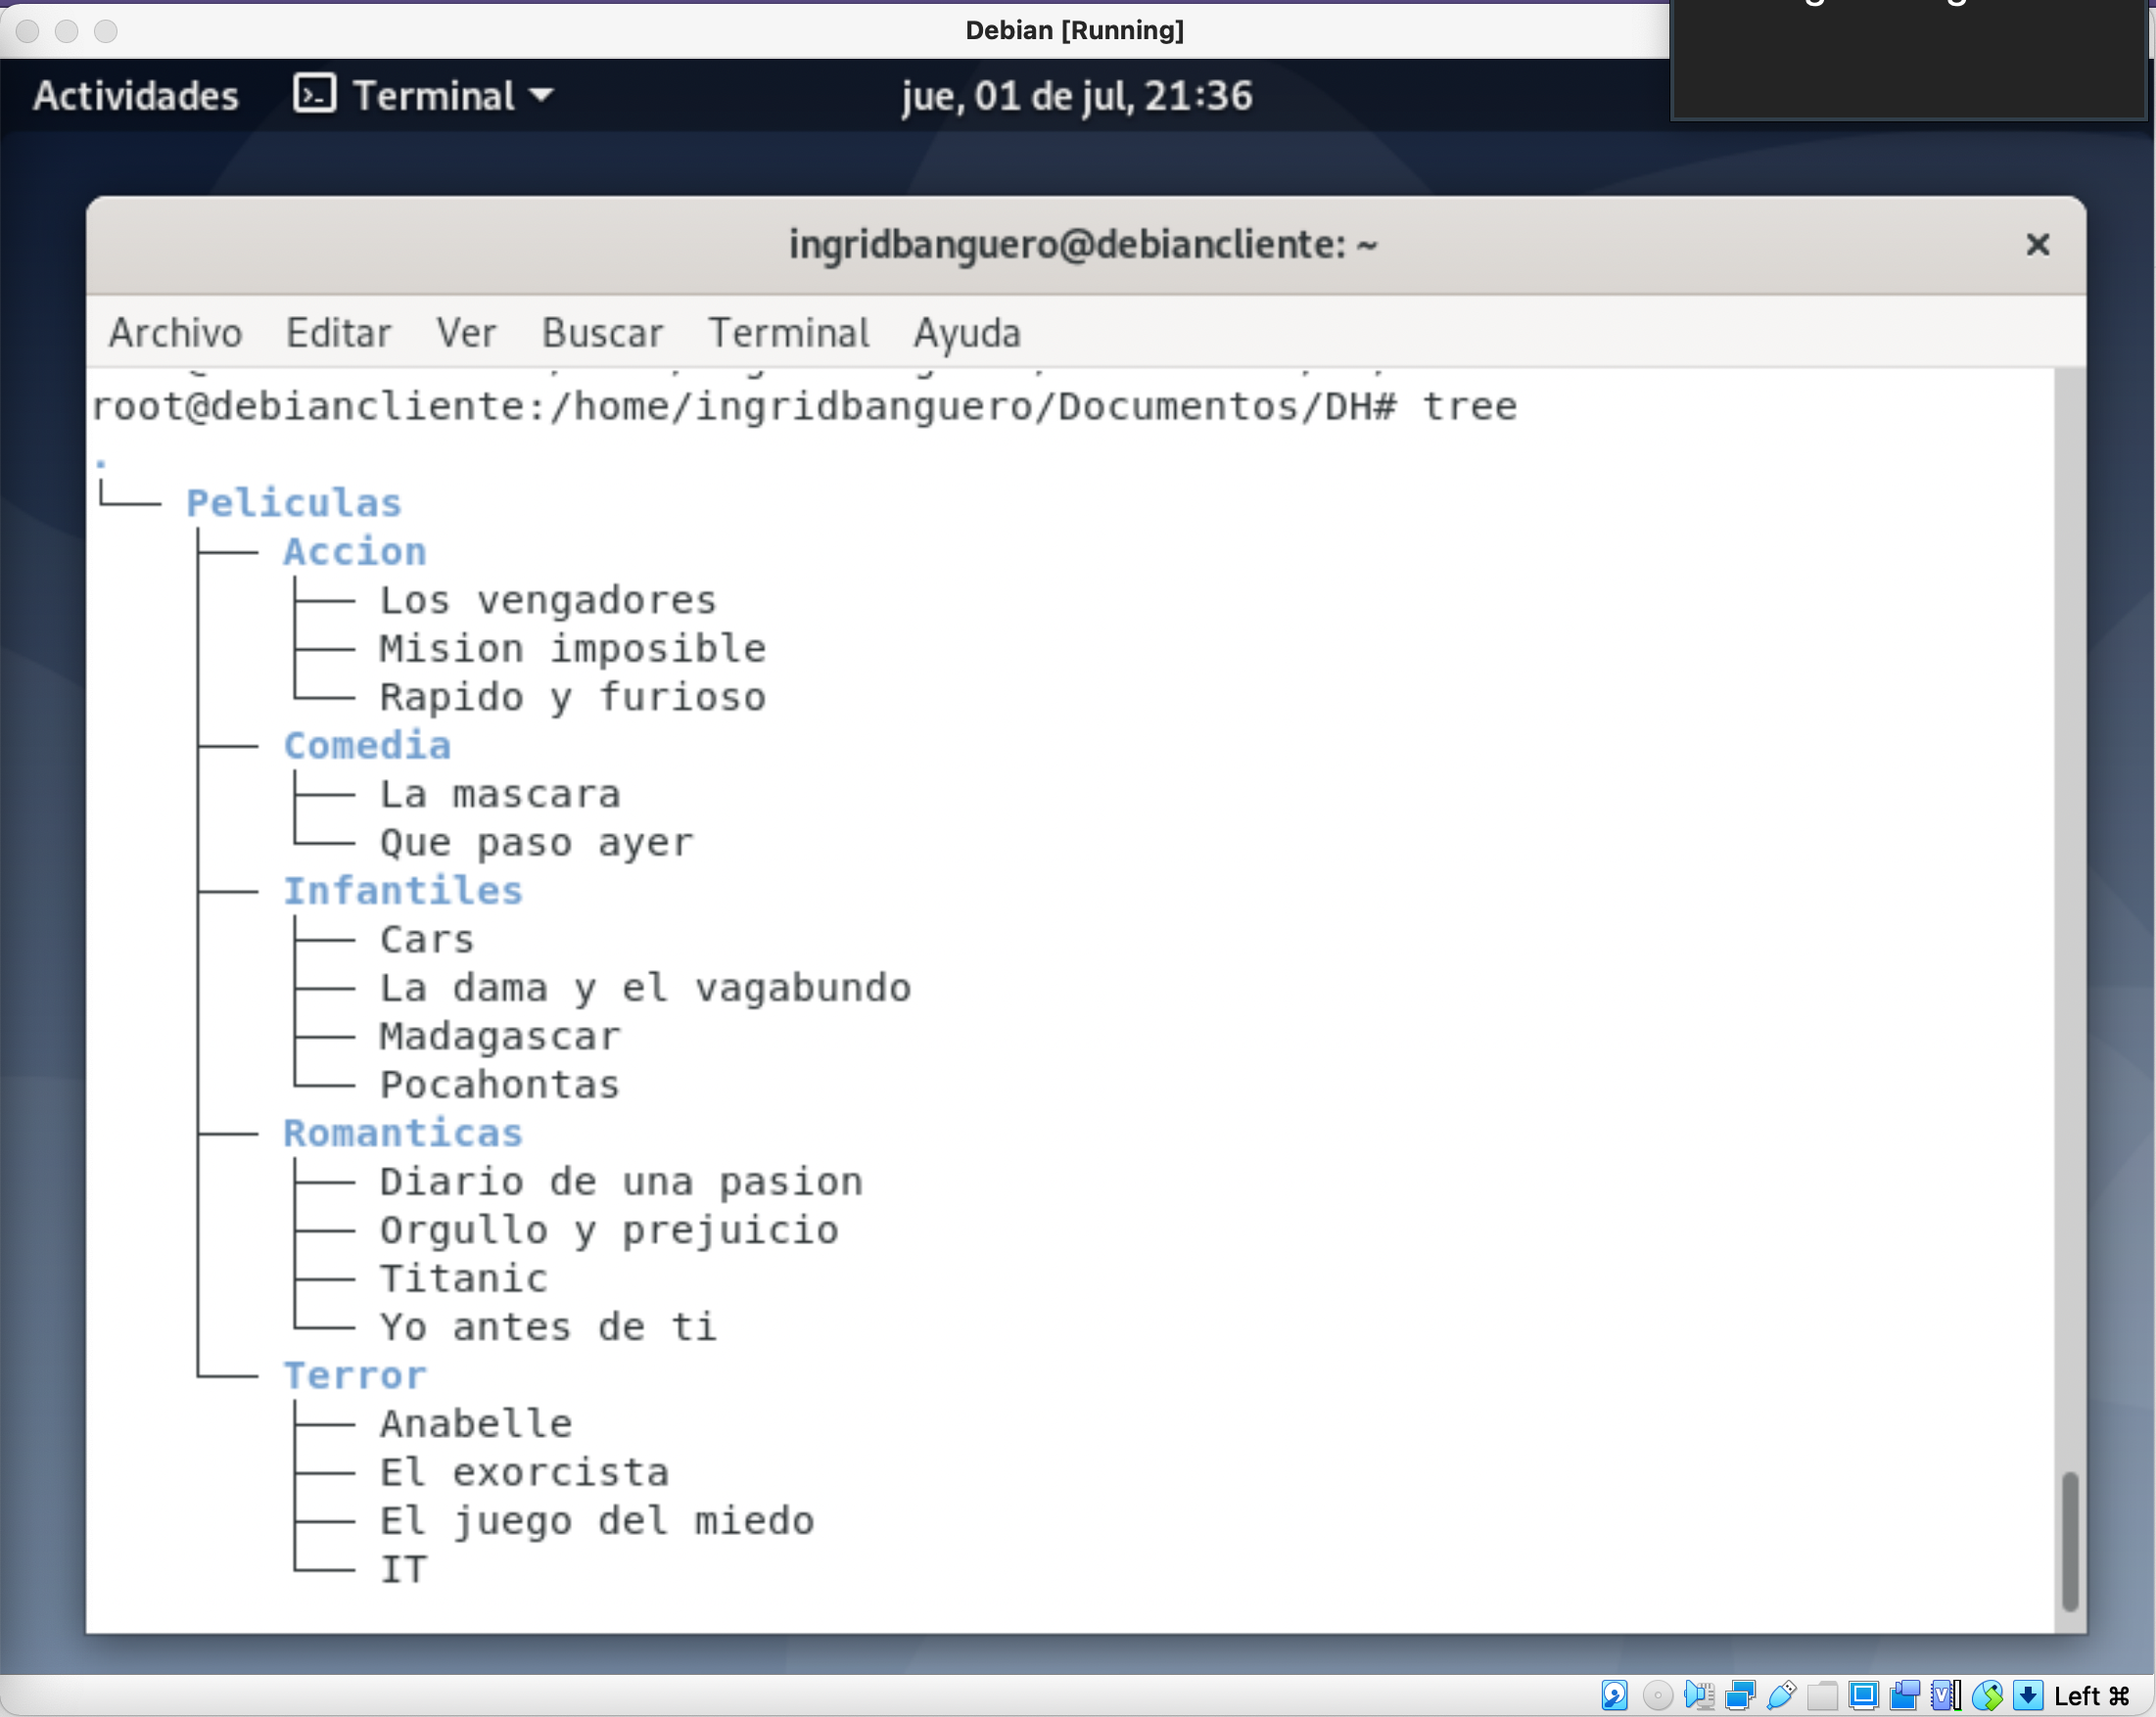 Debian [Running]
Actividades Terminal jue, 01 de jul, 21:36
ingridbanguero@debiancliente: ~
Archivo Editar Ver Buscar Terminal Ayuda
root@debiancliente:/home/ingridbanguero/Documentos/DH# tree
.
└── Peliculas
    ├── Accion
    │   ├── Los vengadores
    │   ├── Mision imposible
    │   └── Rapido y furioso
    ├── Comedia
    │   ├── La mascara
    │   └── Que paso ayer
    ├── Infantiles
    │   ├── Cars
    │   ├── La dama y el vagabundo
    │   ├── Madagascar
    │   └── Pocahontas
    ├── Romanticas
    │   ├── Diario de una pasion
    │   ├── Orgullo y prejuicio
    │   ├── Titanic
    │   └── Yo antes de ti
    └── Terror
        ├── Anabelle
        ├── El exorcista
        ├── El juego del miedo
        └── IT
Left ⌘